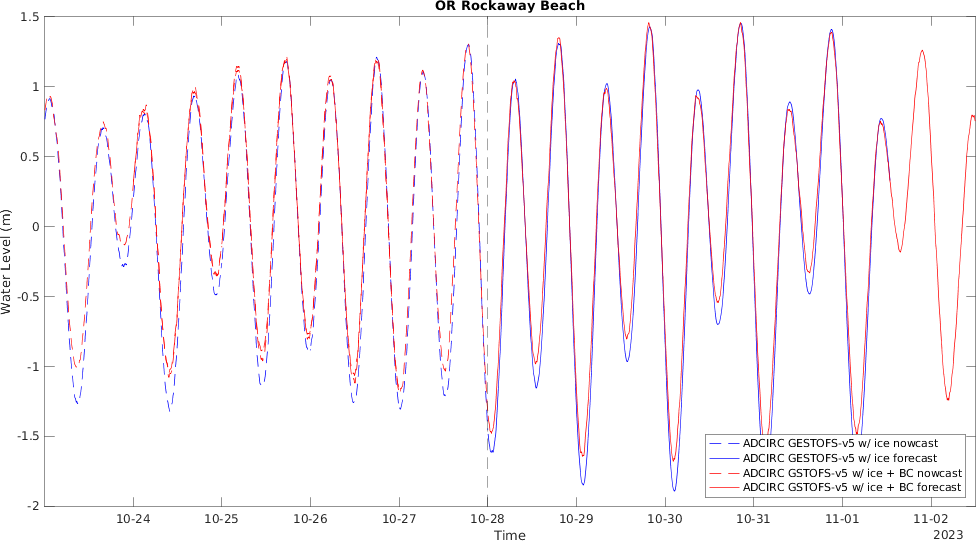 OR Rockaway Beach
1.5
1
0.5
0
-0.5
-1
-1.5
-2
Water Level (m)
10-24
10-25
10-26
10-27
10-28
10-29
10-30
10-31
11-01
11-02
Time
2023
ADCIRC GESTOFS-v5 w/ ice nowcast
ADCIRC GESTOFS-v5 w/ ice forecast
ADCIRC GSTOFS-v5 w/ ice + BC nowcast
ADCIRC GSTOFS-v5 w/ ice + BC forecast